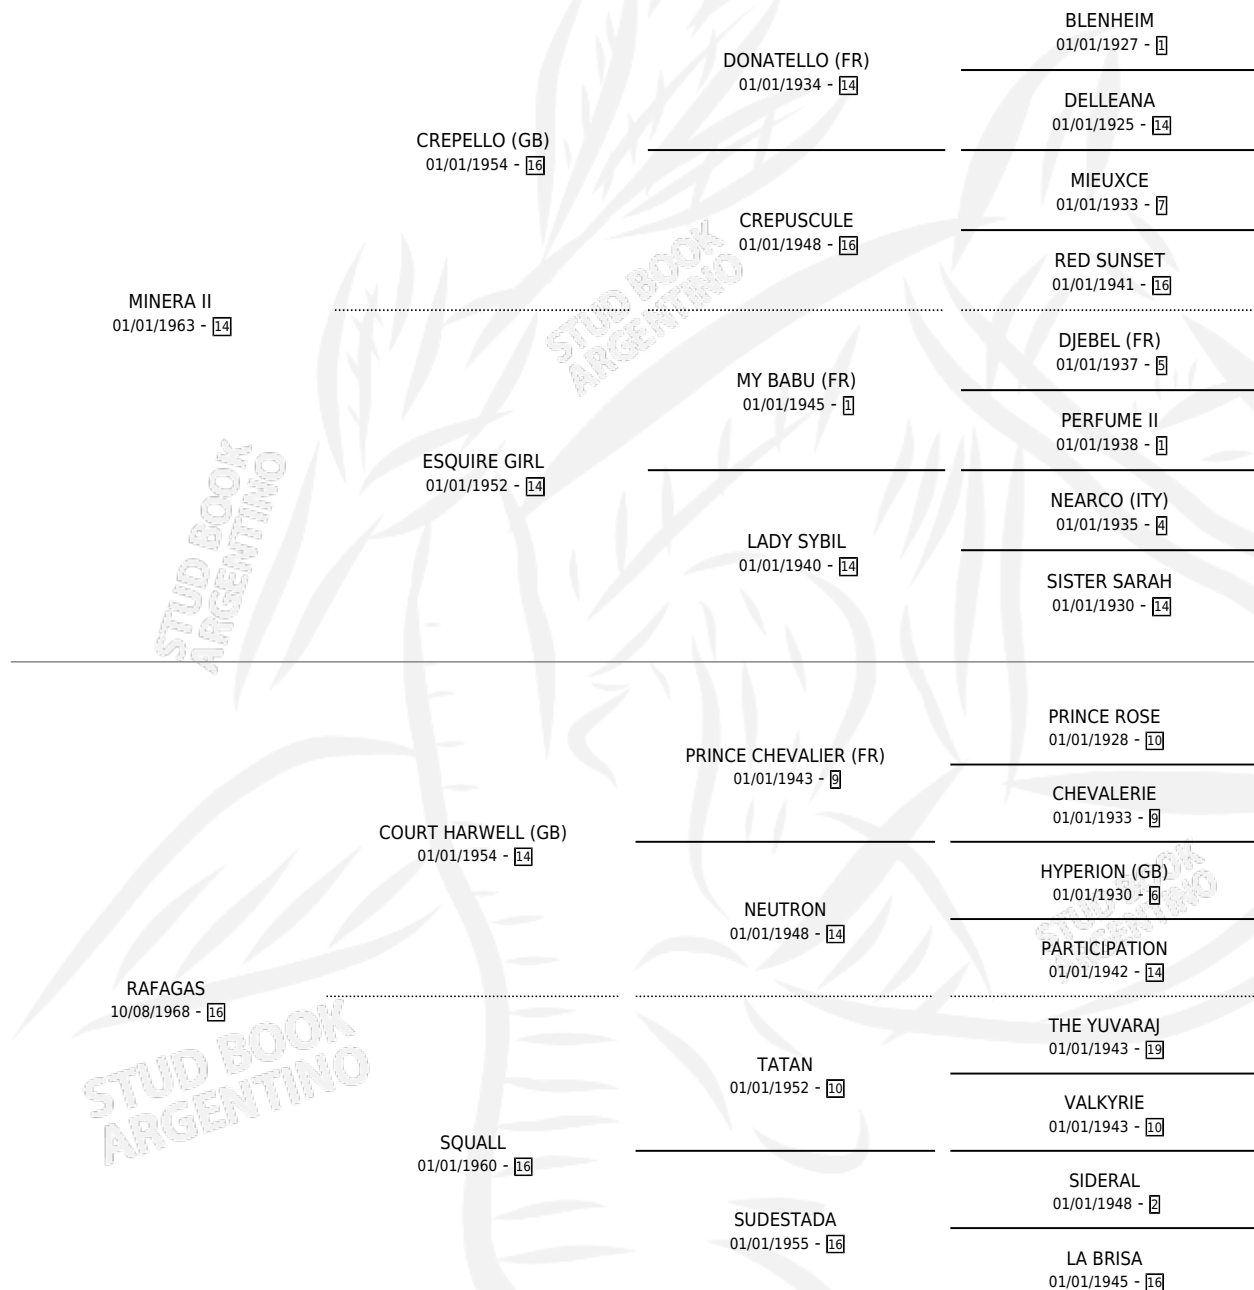 BLENHEIM
01/01/1927 - 1
DONATELLO (FR)
01/01/1934 - 14
DELLEANA
01/01/1925 - 14
CREPELLO (GB)
01/01/1954 - 16
MIEUXCE
01/01/1933 - 7
CREPUSCULE
01/01/1948 - 16
RED SUNSET
01/01/1941 - 16
MINERA II
01/01/1963 - 14
DJEBEL (FR)
01/01/1937 - 5
MY BABU (FR)
01/01/1945 - 1
PERFUME II
01/01/1938 - 1
ESQUIRE GIRL
01/01/1952 - 14
NEARCO (ITY)
01/01/1935 - 4
LADY SYBIL
01/01/1940 - 14
SISTER SARAH
01/01/1930 - 14
PRINCE ROSE
01/01/1928 - 10
PRINCE CHEVALIER (FR)
01/01/1943 - 9
CHEVALERIE
01/01/1933 - 9
COURT HARWELL (GB)
01/01/1954 - 14
HYPERION (GB)
01/01/1930 - 6
NEUTRON
01/01/1948 - 14
PARTICIPATION
01/01/1942 - 14
RAFAGAS
10/08/1968 - 16
THE YUVARAJ
01/01/1943 - 19
TATAN
01/01/1952 - 10
VALKYRIE
01/01/1943 - 10
SQUALL
01/01/1960 - 16
SIDERAL
01/01/1948 - 2
SUDESTADA
01/01/1955 - 16
LA BRISA
01/01/1945 - 16
STUD BOOK
ARGENTINO
STUD BOOK
ARGENTINO
STUD BOOK
ARGENTINO
STUD BOOK
ARGENTINO